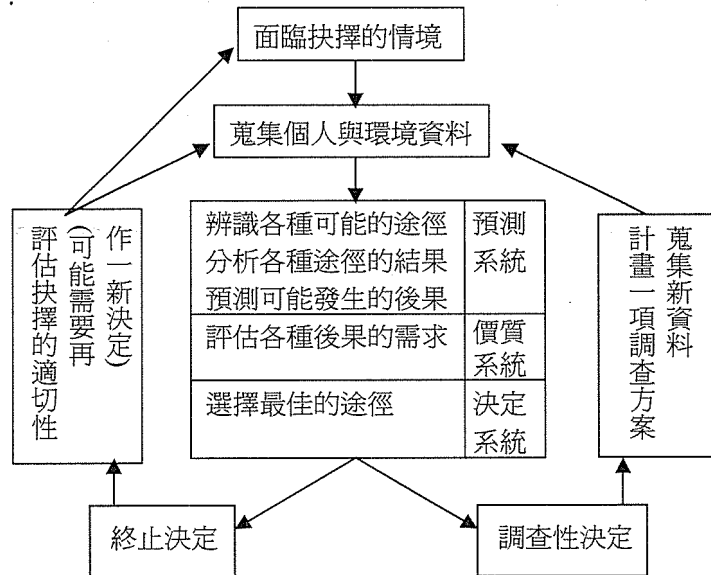 面臨抉擇的情境
蒐集個人與環境資料
辨識各種可能的途徑
分析各種途徑的結果
預測可能發生的後果
預測
系統
評估各種後果的需求
價質
系統
選擇最佳的途徑
決定
系統
作一新決定)
(可能需要再
評估抉擇的適切性
蒐集新資料
計畫一項調查方案
終止決定
調查性決定